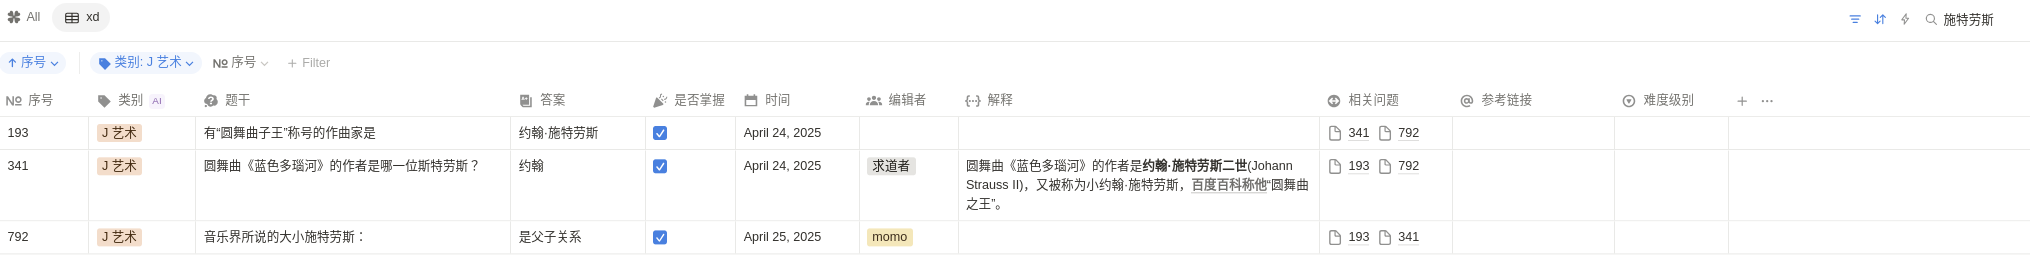 All xd 施特劳斯
序号 类别: J 艺术 序号 Filter
序号 类别 AI 题干 答案 是否掌握 时间 编辑者 解释 相关问题 参考链接 难度级别
193 J 艺术 有“圆舞曲子王”称号的作曲家是 约翰·施特劳斯 April 24, 2025 341 792
341 J 艺术 圆舞曲《蓝色多瑙河》的作者是哪一位斯特劳斯？ 约翰 April 24, 2025 求道者 圆舞曲《蓝色多瑙河》的作者是约翰·施特劳斯二世(Johann 193 792
Strauss II)，又被称为小约翰·施特劳斯，百度百科称他“圆舞曲
之王”。
792 J 艺术 音乐界所说的大小施特劳斯： 是父子关系 April 25, 2025 momo 193 341